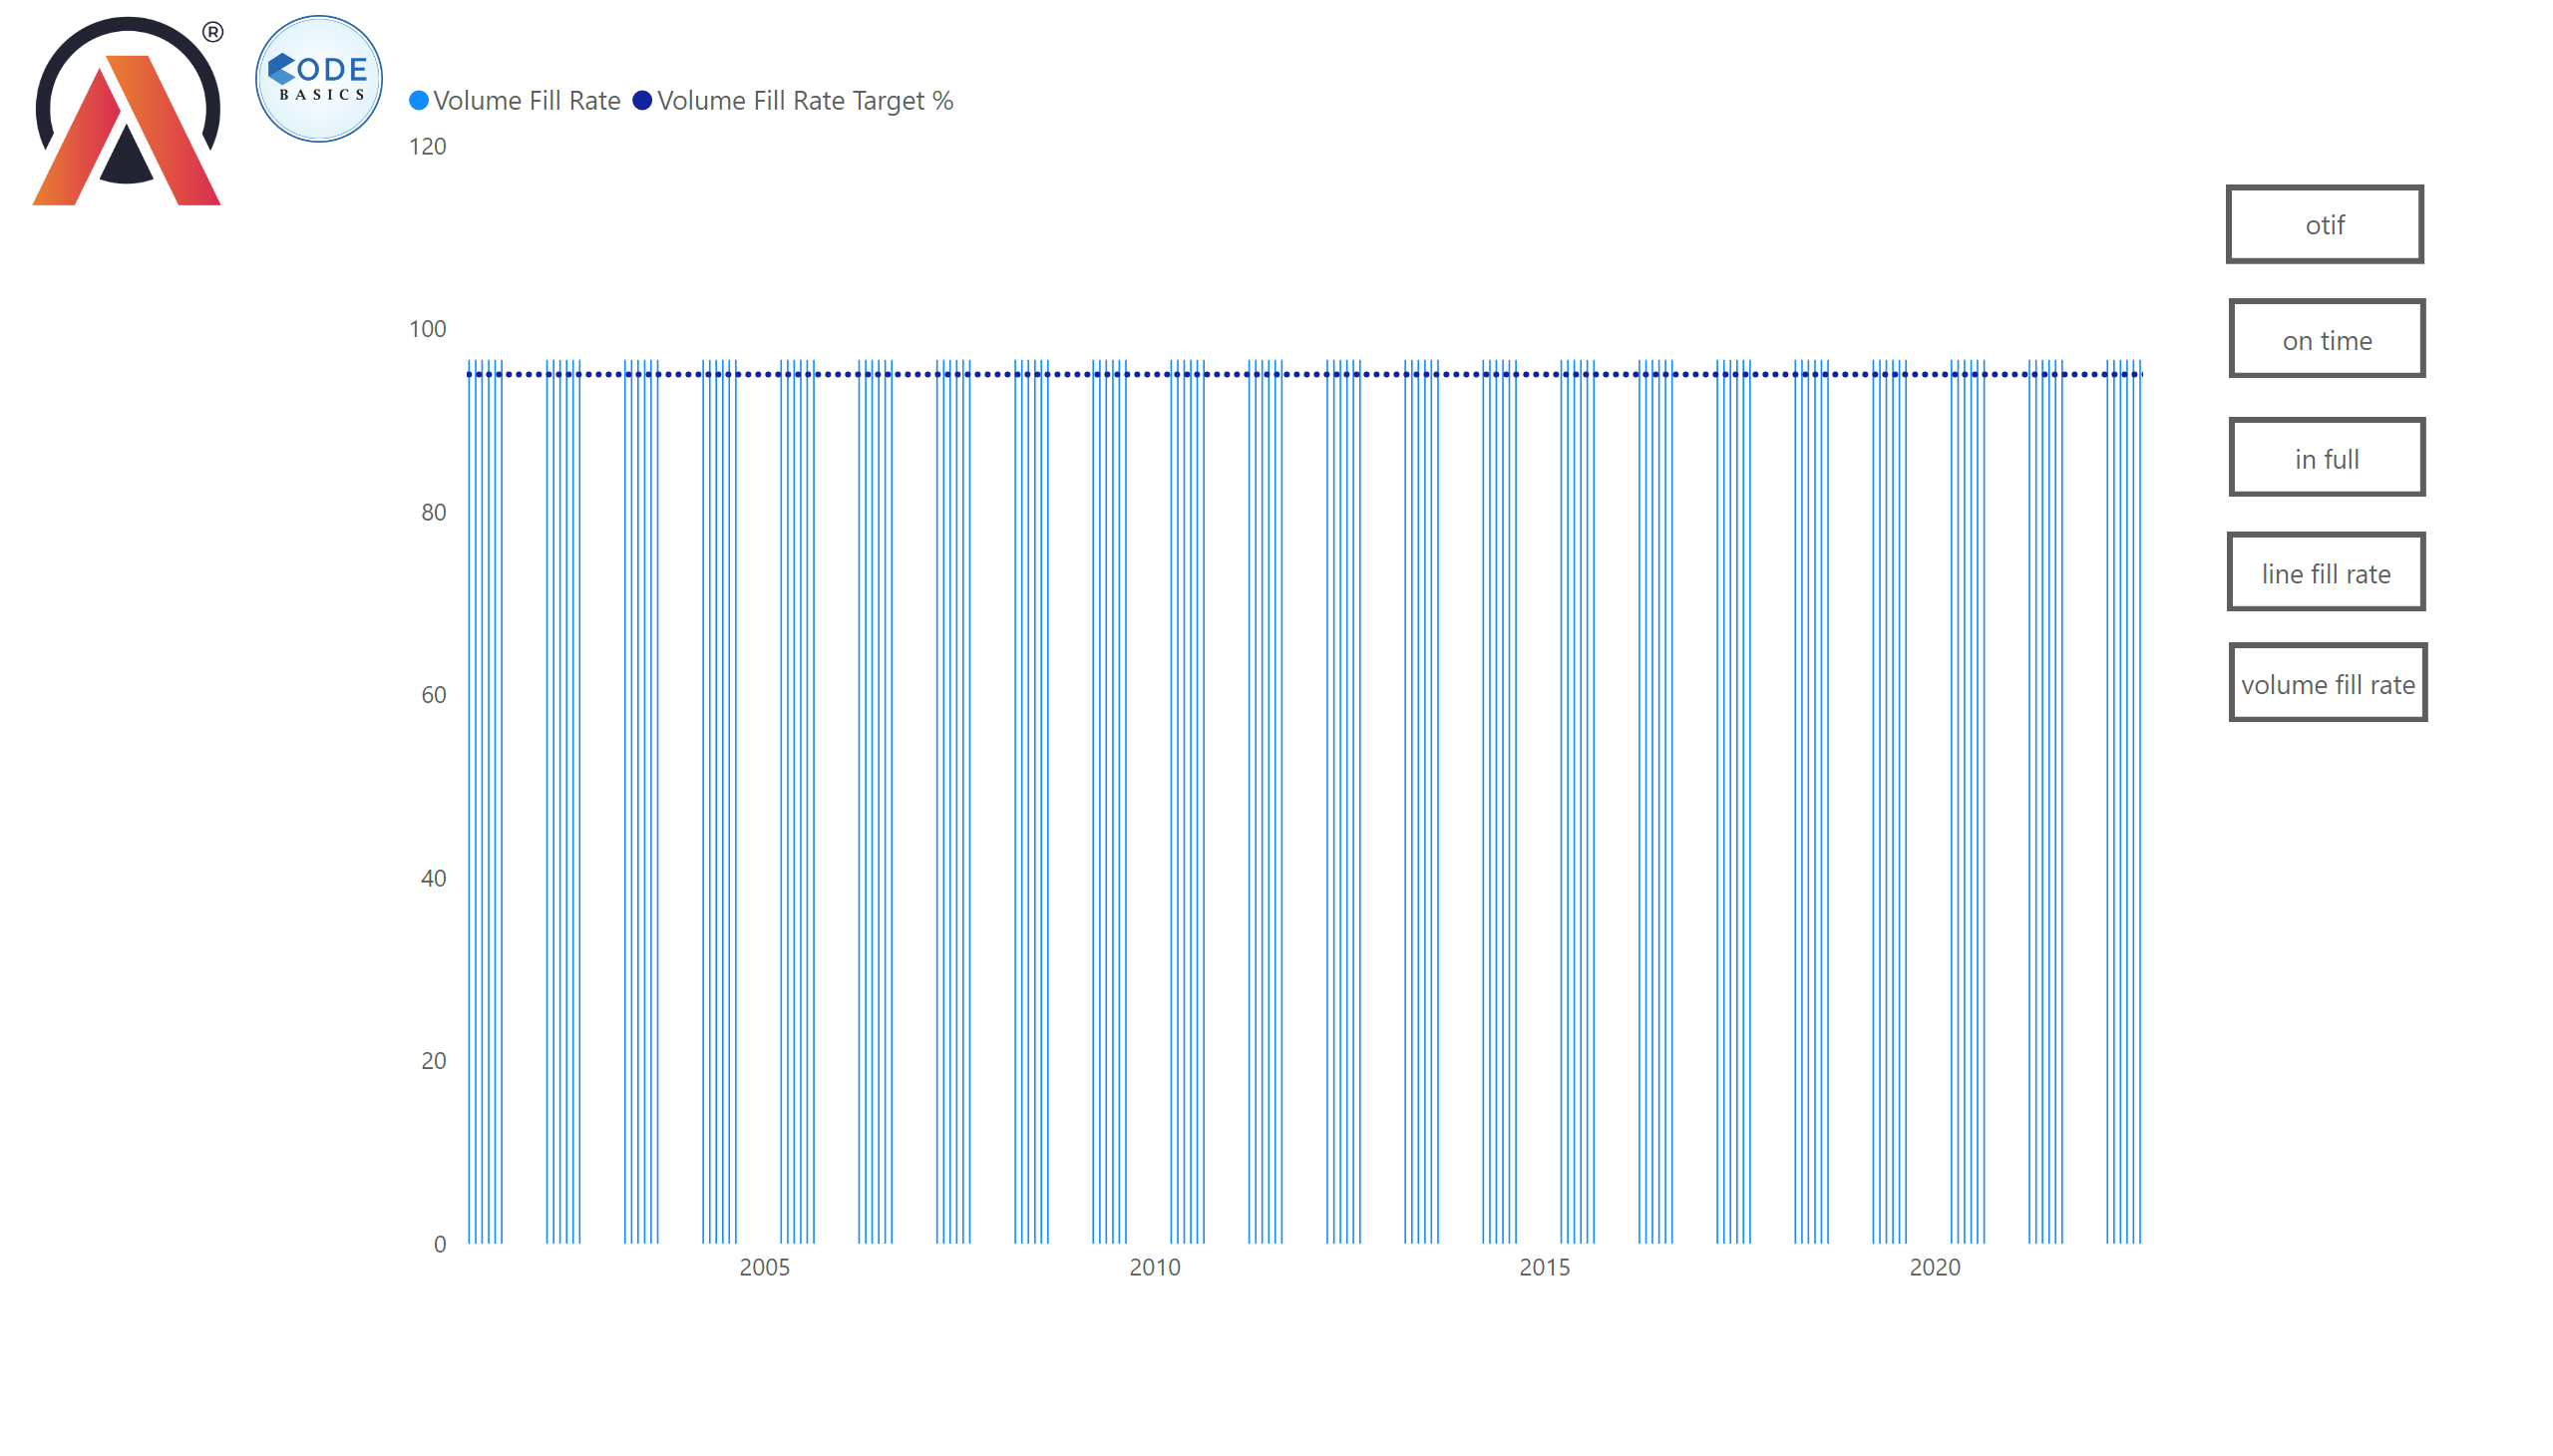 ®
CODE
BASICS
Volume Fill Rate Volume Fill Rate Target %
120
100
80
60
40
20
0
2005 2010 2015 2020
otif
on time
in full
line fill rate
volume fill rate